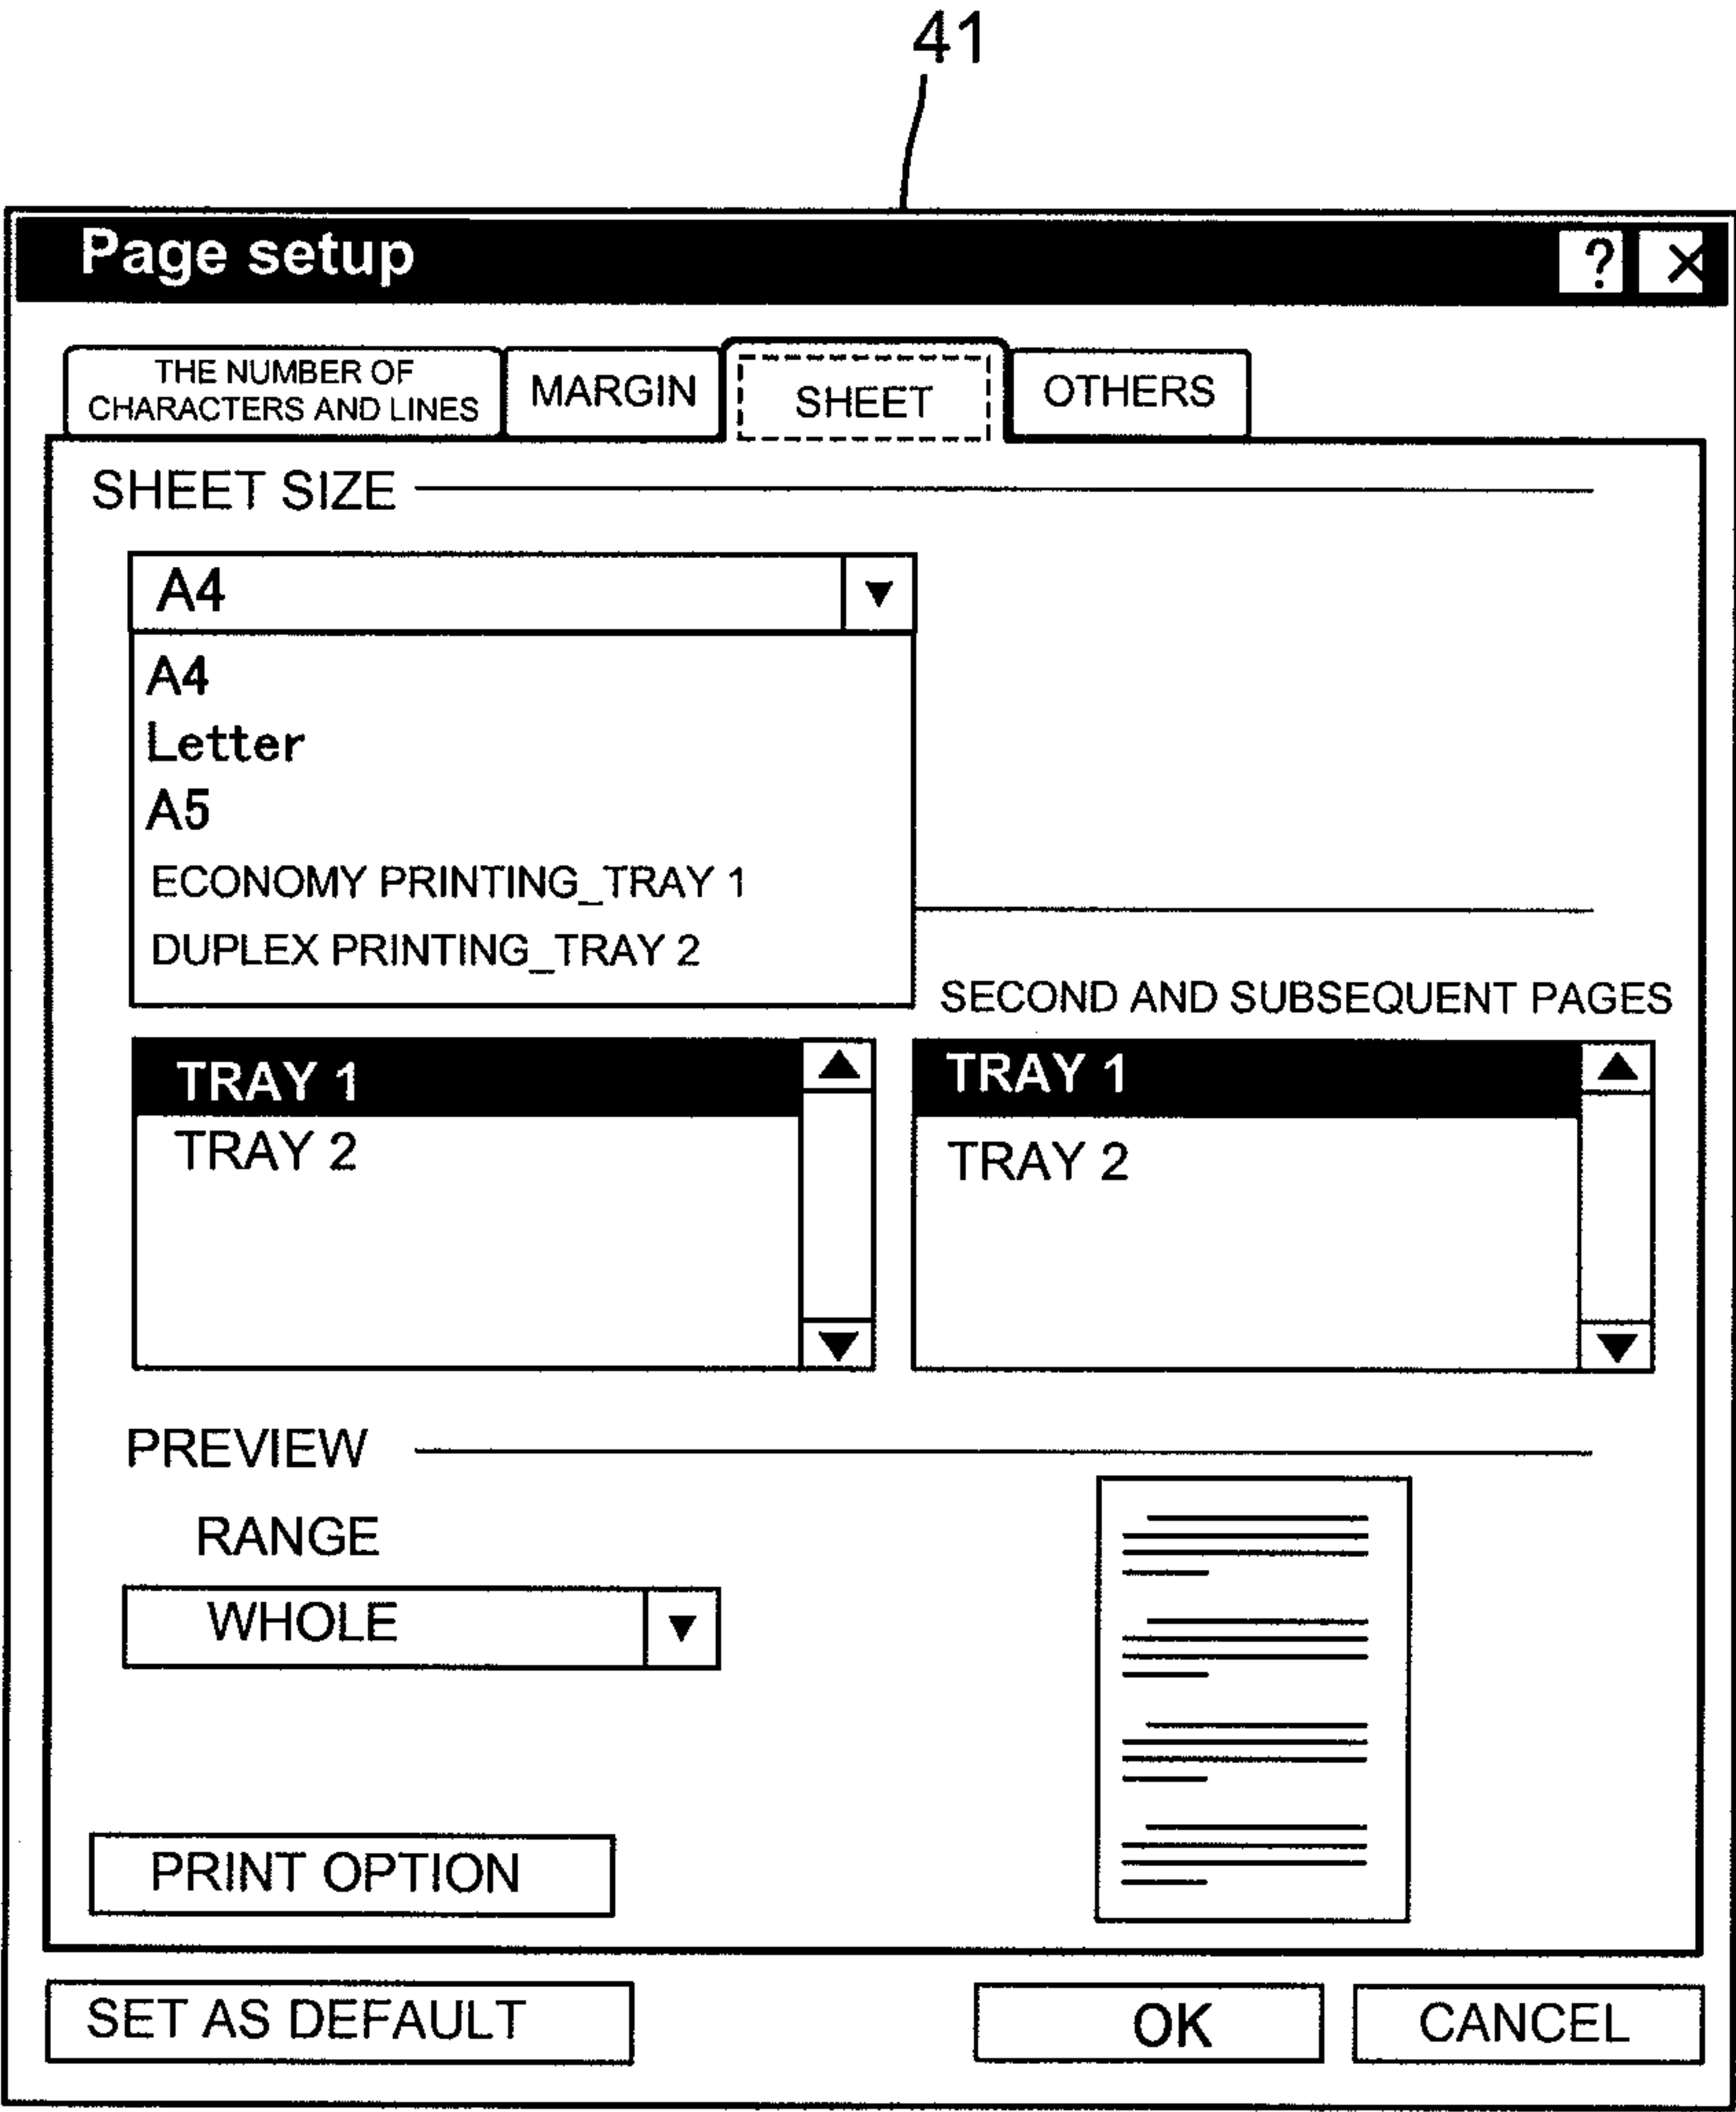 41
Page setup
? ×
THE NUMBER OF
CHARACTERS AND LINES
MARGIN
SHEET
OTHERS
SHEET SIZE
A4
A4
Letter
A5
ECONOMY PRINTING_TRAY 1
DUPLEX PRINTING_TRAY 2
SECOND AND SUBSEQUENT PAGES
TRAY 1
TRAY 2
TRAY 1
TRAY 2
PREVIEW
RANGE
WHOLE
PRINT OPTION
SET AS DEFAULT
OK
CANCEL